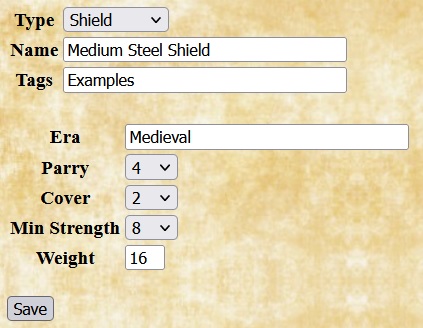 Type Shield
Name Medium Steel Shield
Tags Examples
Era Medieval
Parry 4
Cover 2
Min Strength 8
Weight 16
Save